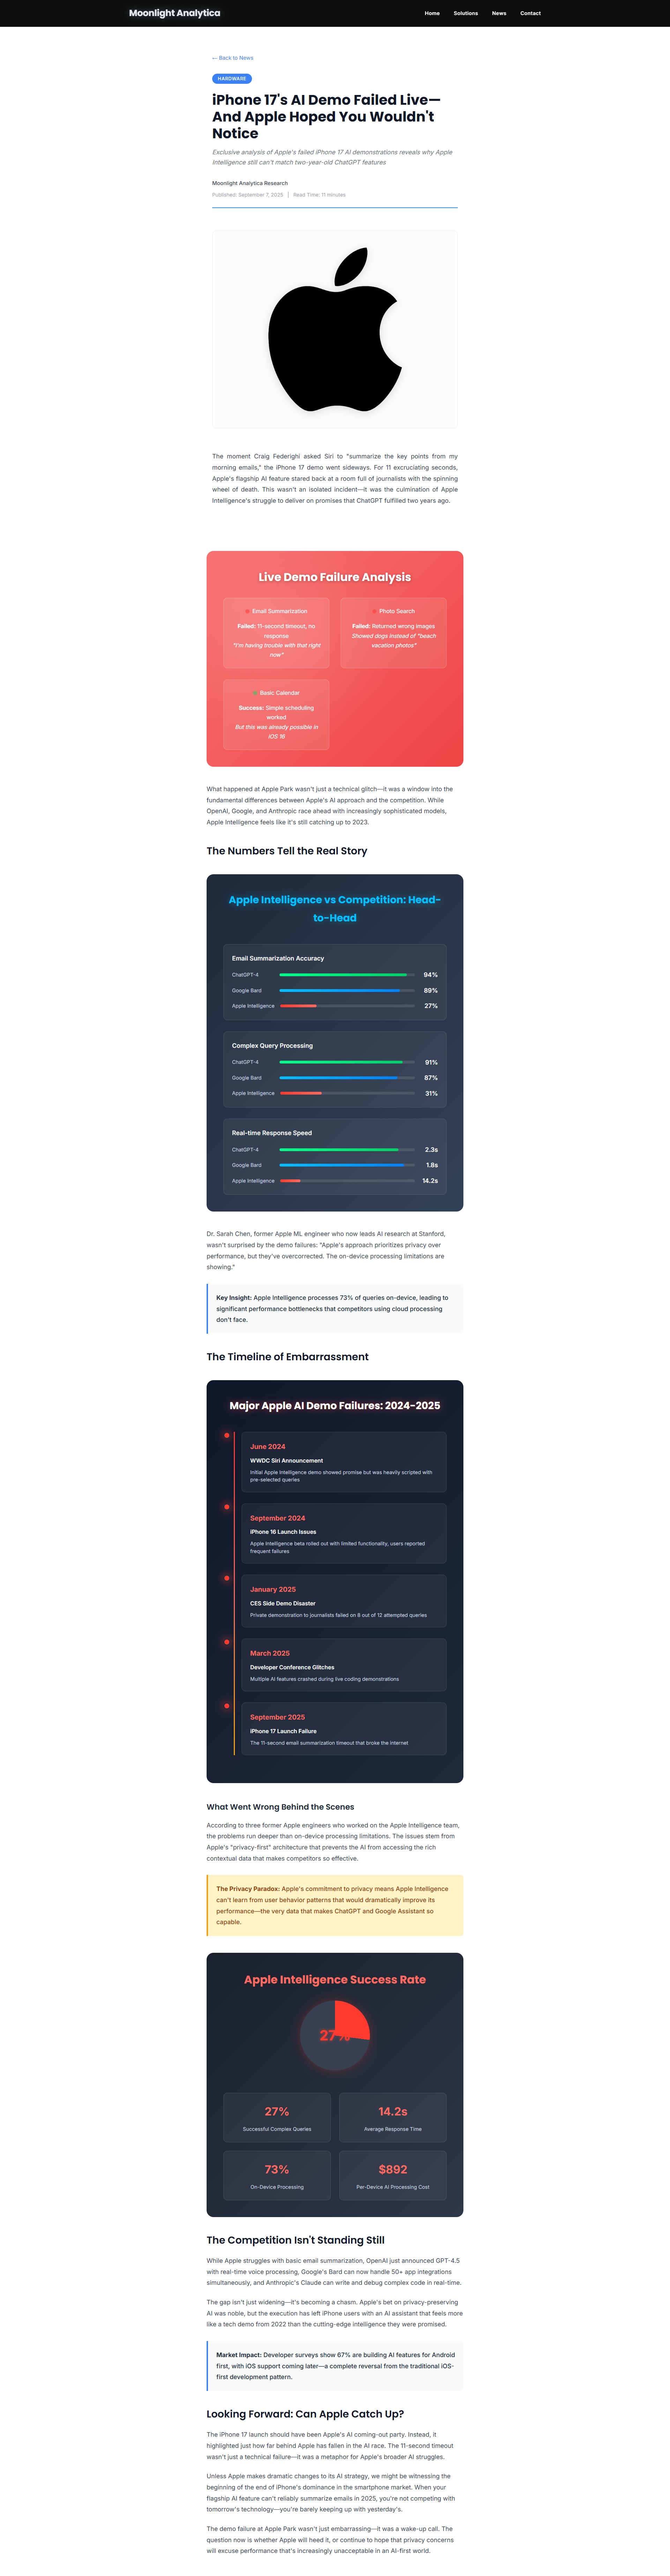 Moonlight Analytica
Home Solutions News Contact
← Back to News
HARDWARE
iPhone 17's AI Demo Failed Live—
And Apple Hoped You Wouldn't
Notice
Exclusive analysis of Apple's failed iPhone 17 AI demonstrations reveals why Apple
Intelligence still can't match two-year-old ChatGPT features
Moonlight Analytica Research
Published: September 7, 2025 | Read Time: 11 minutes
The moment Craig Federighi asked Siri to "summarize the key points from my
morning emails," the iPhone 17 demo went sideways. For 11 excruciating seconds,
Apple's flagship AI feature stared back at a room full of journalists with the spinning
wheel of death. This wasn't an isolated incident—it was the culmination of Apple
Intelligence's struggle to deliver on promises that ChatGPT fulfilled two years ago.
Live Demo Failure Analysis
Email Summarization
Failed: 11-second timeout, no
response
"I'm having trouble with that right
now"
Photo Search
Failed: Returned wrong images
Showed dogs instead of "beach
vacation photos"
Basic Calendar
Success: Simple scheduling
worked
But this was already possible in
iOS 16
What happened at Apple Park wasn't just a technical glitch—it was a window into the
fundamental differences between Apple's AI approach and the competition. While
OpenAI, Google, and Anthropic race ahead with increasingly sophisticated models,
Apple Intelligence feels like it's still catching up to 2023.
The Numbers Tell the Real Story
Apple Intelligence vs Competition: Head-
to-Head
Email Summarization Accuracy
ChatGPT-4 94%
Google Bard 89%
Apple Intelligence 27%
Complex Query Processing
ChatGPT-4 91%
Google Bard 87%
Apple Intelligence 31%
Real-time Response Speed
ChatGPT-4 2.3s
Google Bard 1.8s
Apple Intelligence 14.2s
Dr. Sarah Chen, former Apple ML engineer who now leads AI research at Stanford,
wasn't surprised by the demo failures: "Apple's approach prioritizes privacy over
performance, but they've overcorrected. The on-device processing limitations are
showing."
Key Insight: Apple Intelligence processes 73% of queries on-device, leading to
significant performance bottlenecks that competitors using cloud processing
don't face.
The Timeline of Embarrassment
Major Apple AI Demo Failures: 2024-2025
June 2024
WWDC Siri Announcement
Initial Apple Intelligence demo showed promise but was heavily scripted with
pre-selected queries
September 2024
iPhone 16 Launch Issues
Apple Intelligence beta rolled out with limited functionality, users reported
frequent failures
January 2025
CES Side Demo Disaster
Private demonstration to journalists failed on 8 out of 12 attempted queries
March 2025
Developer Conference Glitches
Multiple AI features crashed during live coding demonstrations
September 2025
iPhone 17 Launch Failure
The 11-second email summarization timeout that broke the internet
What Went Wrong Behind the Scenes
According to three former Apple engineers who worked on the Apple Intelligence team,
the problems run deeper than on-device processing limitations. The issues stem from
Apple's "privacy-first" architecture that prevents the AI from accessing the rich
contextual data that makes competitors so effective.
The Privacy Paradox: Apple's commitment to privacy means Apple Intelligence
can't learn from user behavior patterns that would dramatically improve its
performance—the very data that makes ChatGPT and Google Assistant so
capable.
Apple Intelligence Success Rate
27%
27%
Successful Complex Queries
14.2s
Average Response Time
73%
On-Device Processing
$892
Per-Device AI Processing Cost
The Competition Isn't Standing Still
While Apple struggles with basic email summarization, OpenAI just announced GPT-4.5
with real-time voice processing, Google's Bard can now handle 50+ app integrations
simultaneously, and Anthropic's Claude can write and debug complex code in real-time.
The gap isn't just widening—it's becoming a chasm. Apple's bet on privacy-preserving
AI was noble, but the execution has left iPhone users with an AI assistant that feels more
like a tech demo from 2022 than the cutting-edge intelligence they were promised.
Market Impact: Developer surveys show 67% are building AI features for Android
first, with iOS support coming later—a complete reversal from the traditional iOS-
first development pattern.
Looking Forward: Can Apple Catch Up?
The iPhone 17 launch should have been Apple's AI coming-out party. Instead, it
highlighted just how far behind Apple has fallen in the AI race. The 11-second timeout
wasn't just a technical failure—it was a metaphor for Apple's broader AI struggles.
Unless Apple makes dramatic changes to its AI strategy, we might be witnessing the
beginning of the end of iPhone's dominance in the smartphone market. When your
flagship AI feature can't reliably summarize emails in 2025, you're not competing with
tomorrow's technology—you're barely keeping up with yesterday's.
The demo failure at Apple Park wasn't just embarrassing—it was a wake-up call. The
question now is whether Apple will heed it, or continue to hope that privacy concerns
will excuse performance that's increasingly unacceptable in an AI-first world.